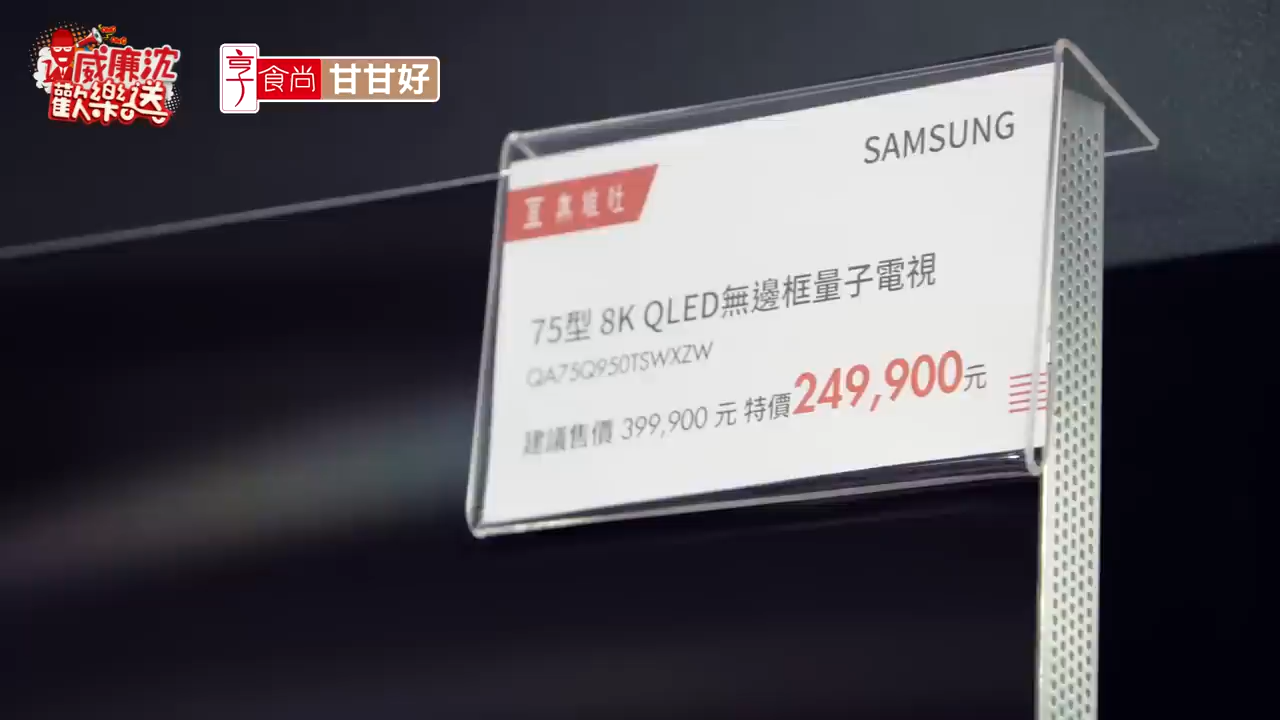 威廉沈
歡樂送
享食尚
甘甘好
SAMSUNG
75型 8K QLED無邊框量子電視
QA75Q950TSWXZW
建議售價 399,900 元 特價249,900元